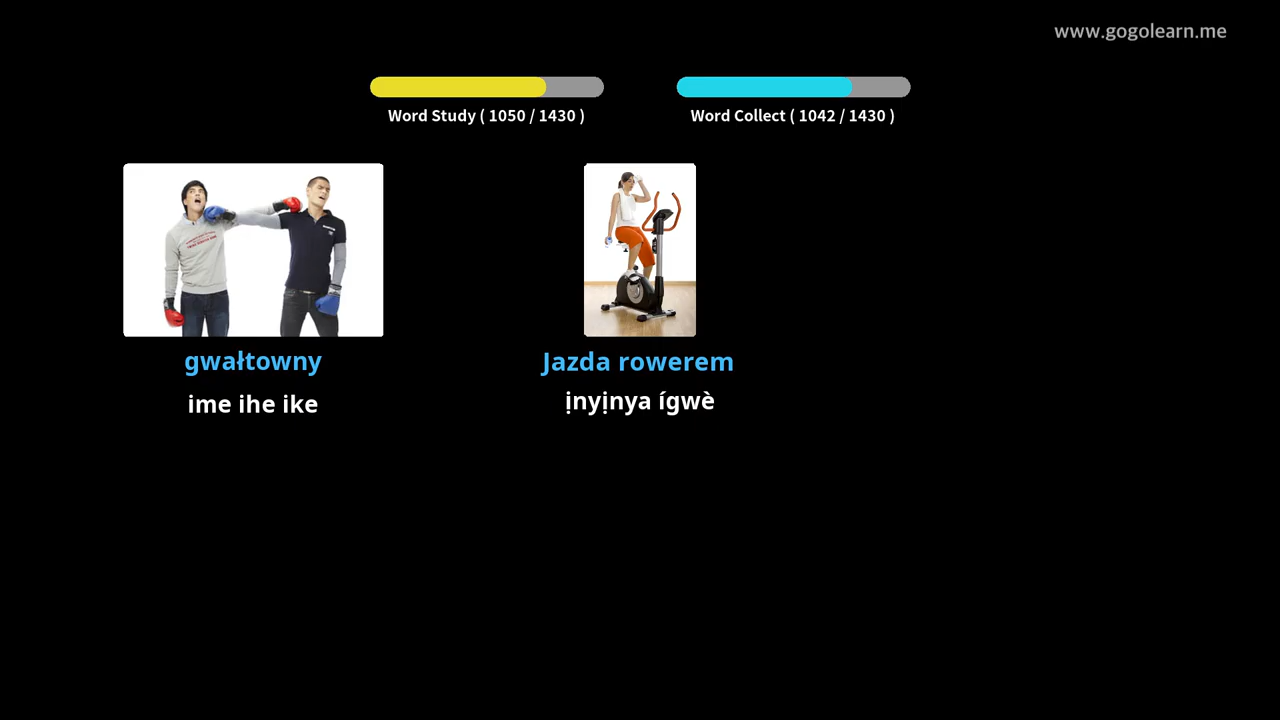 www.gogolearn.me
Word Study ( 1050 / 1430 )
Word Collect ( 1042 / 1430 )
gwałtowny
ime ihe ike
Jazda rowerem
ịnyịnya ígwè